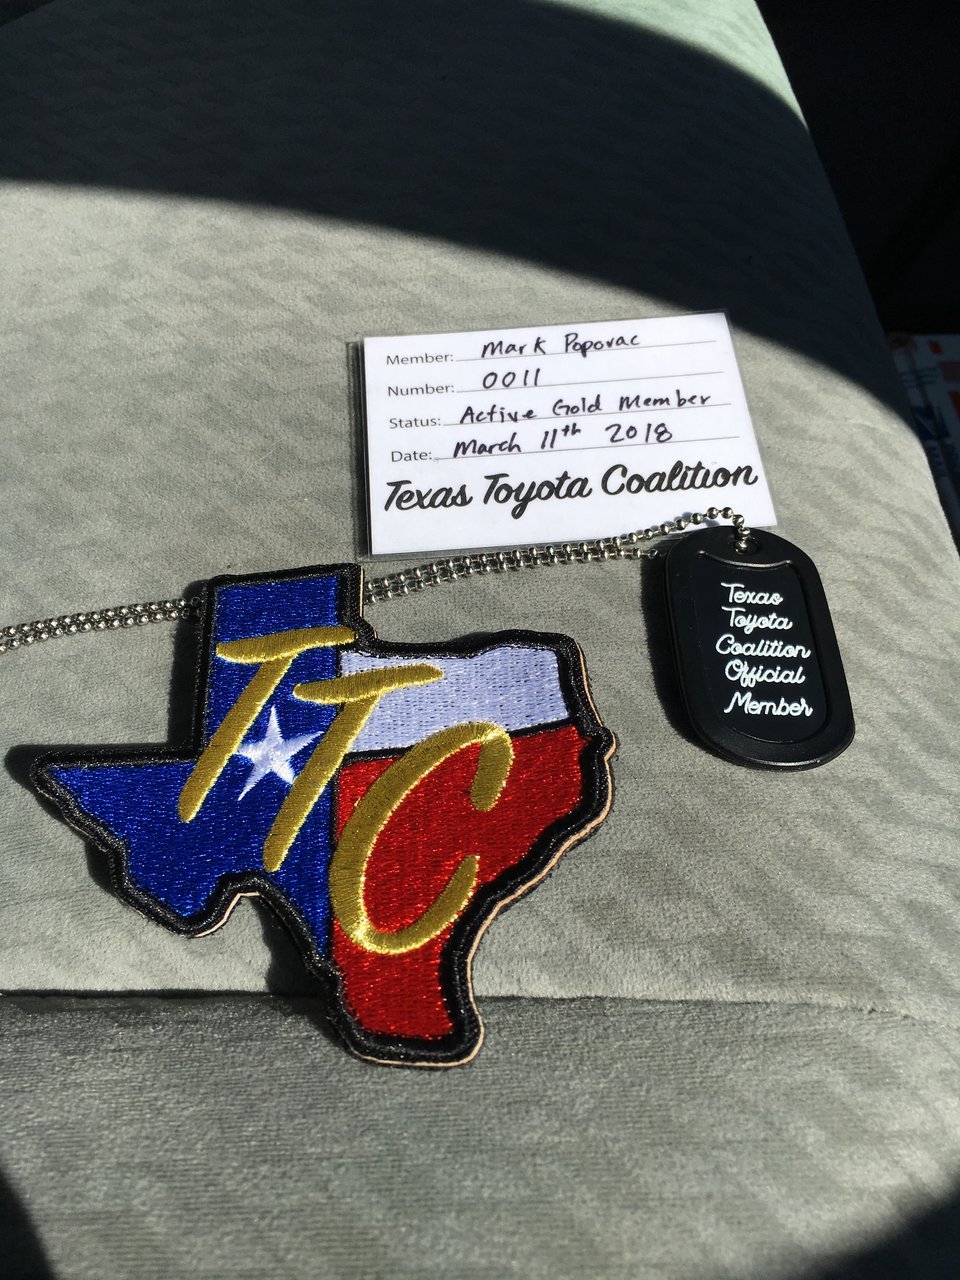 Member: Mark Popovac
Number: 0011
Status: Active Gold Member
Date: March 11th 2018
Texas Toyota Coalition
Texas
Toyota
Coalition
Official
Member
TTC